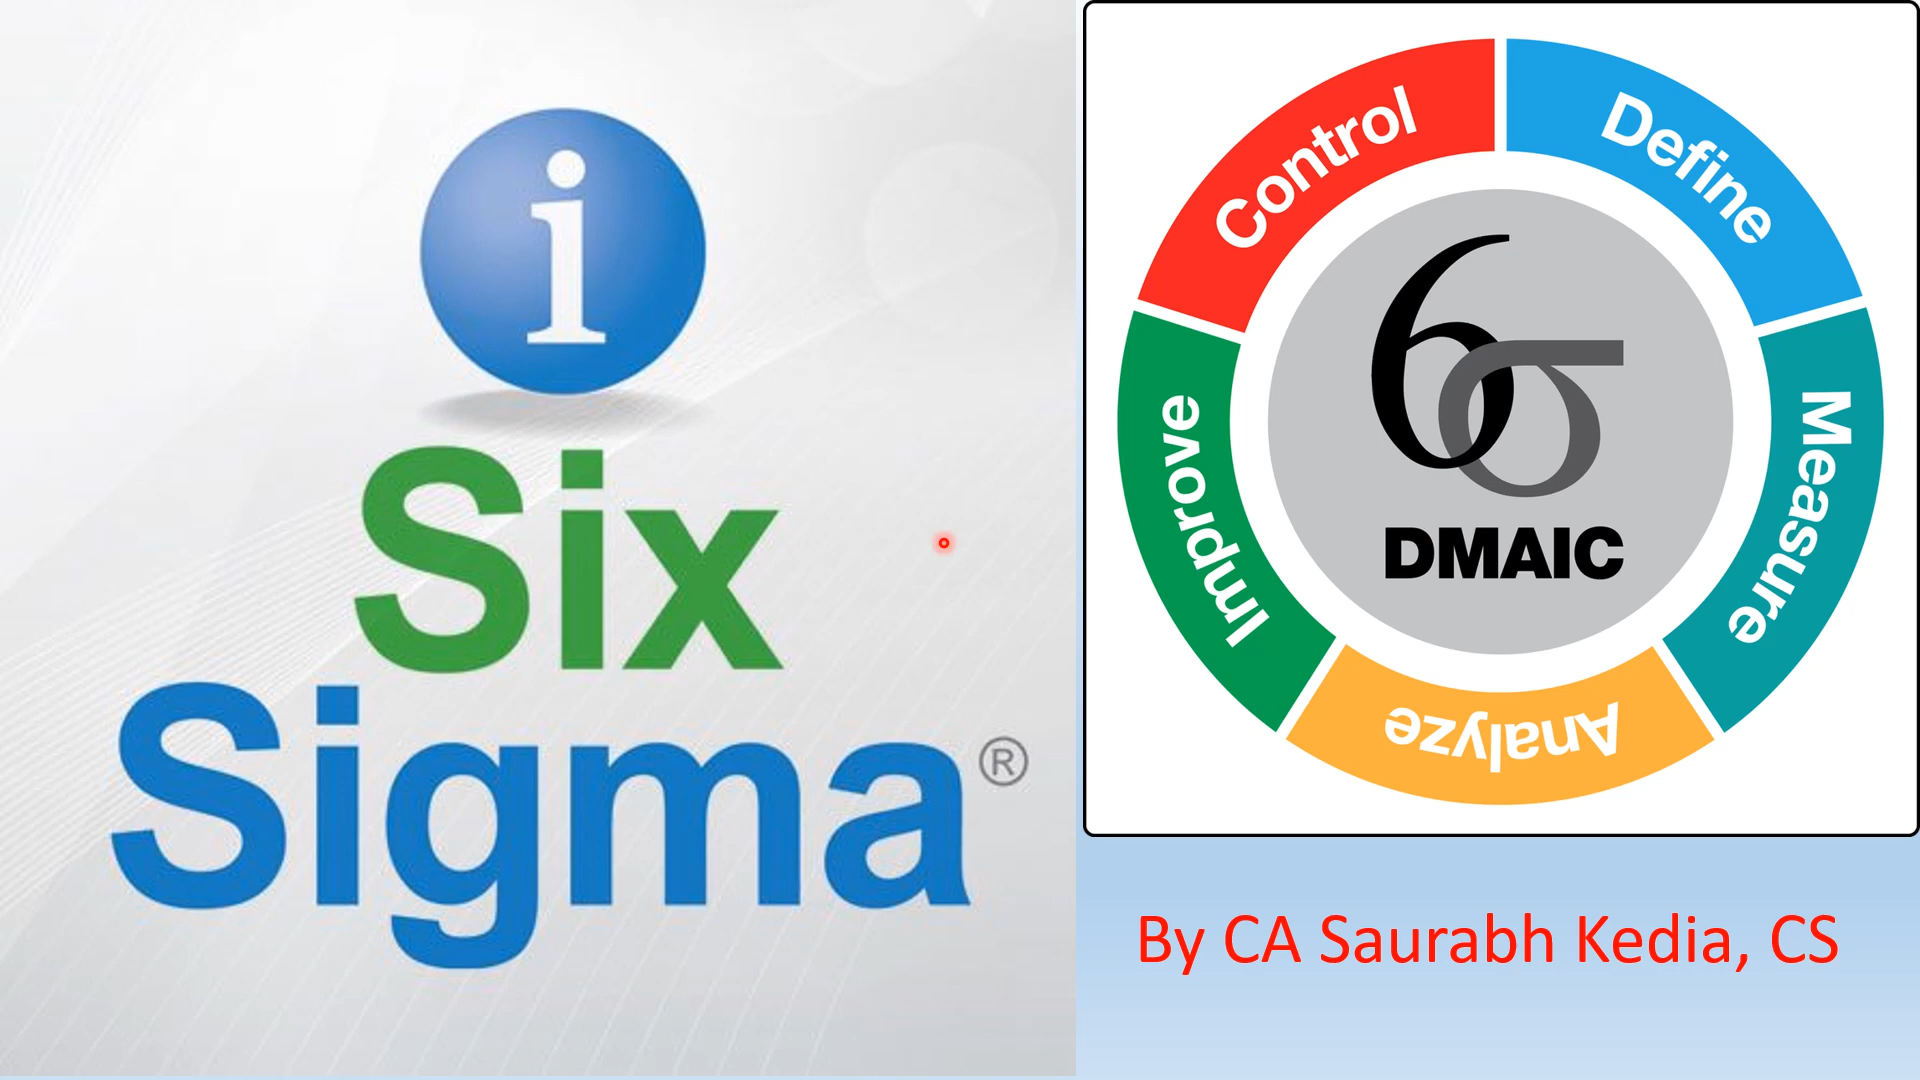 i
Six
Sigma®
Control
Define
Measure
Analyze
Improve
6σ
DMAIC
By CA Saurabh Kedia, CS